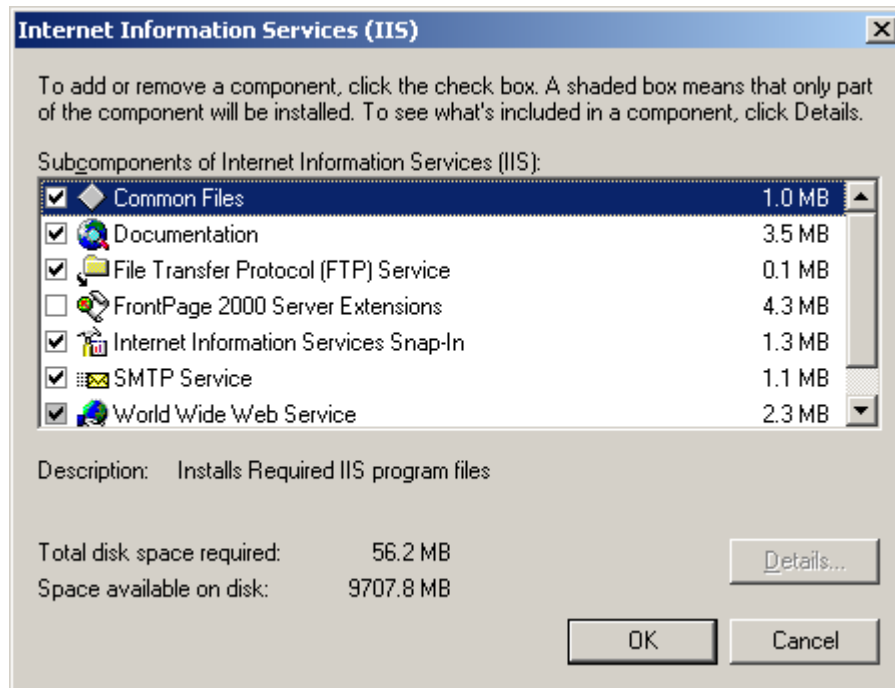 Internet Information Services (IIS)
To add or remove a component, click the check box. A shaded box means that only part
of the component will be installed. To see what's included in a component, click Details.
Subcomponents of Internet Information Services (IIS):
Common Files 1.0 MB
Documentation 3.5 MB
File Transfer Protocol (FTP) Service 0.1 MB
FrontPage 2000 Server Extensions 4.3 MB
Internet Information Services Snap-In 1.3 MB
SMTP Service 1.1 MB
World Wide Web Service 2.3 MB
Description: Installs Required IIS program files
Total disk space required: 56.2 MB
Space available on disk: 9707.8 MB
Details...
OK Cancel